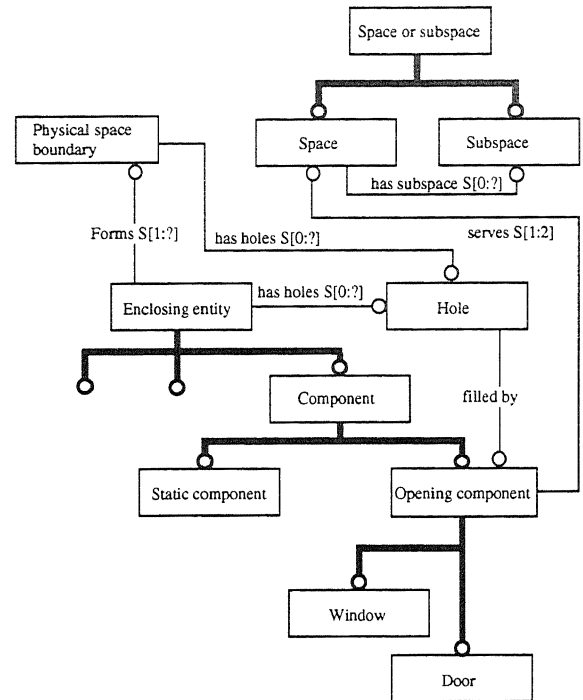 Space or subspace
Physical space
boundary
Space
Subspace
has subspace S[0:?]
Forms S[1:?]
has holes S[0:?]
serves S[1:2]
Enclosing entity
has holes S[0:?]
Hole
Component
filled by
Static component
Opening component
Window
Door